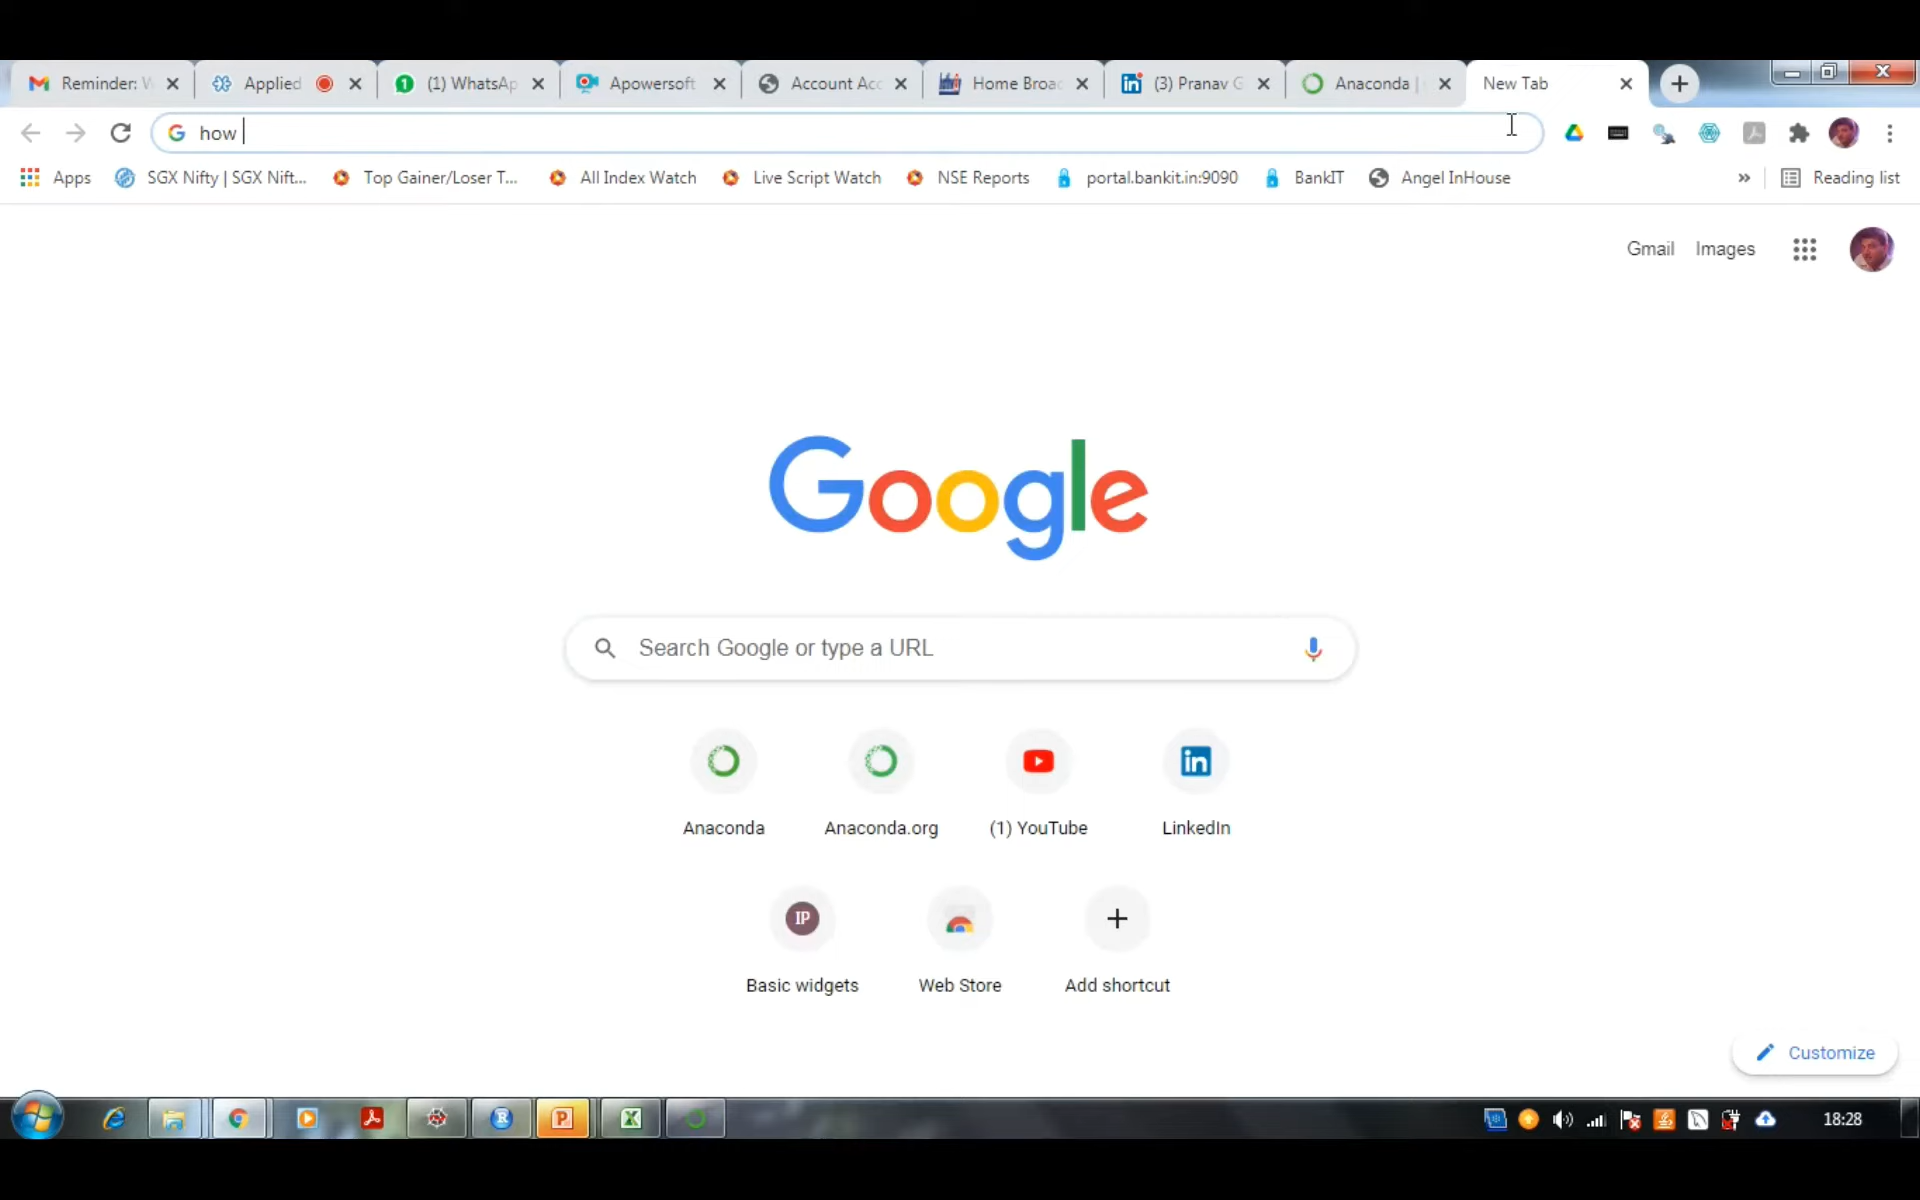 Reminder: W
Applied
(1) WhatsAp
Apowersoft
Account Acc
Home Broac
(3) Pranav G
Anaconda |
New Tab
how
Apps
SGX Nifty | SGX Nift...
Top Gainer/Loser T...
All Index Watch
Live Script Watch
NSE Reports
portal.bankit.in:9090
BankIT
Angel InHouse
»
Reading list
Gmail
Images
Google
Search Google or type a URL
Anaconda
Anaconda.org
(1) YouTube
LinkedIn
IP
Basic widgets
Web Store
Add shortcut
Customize
18:28